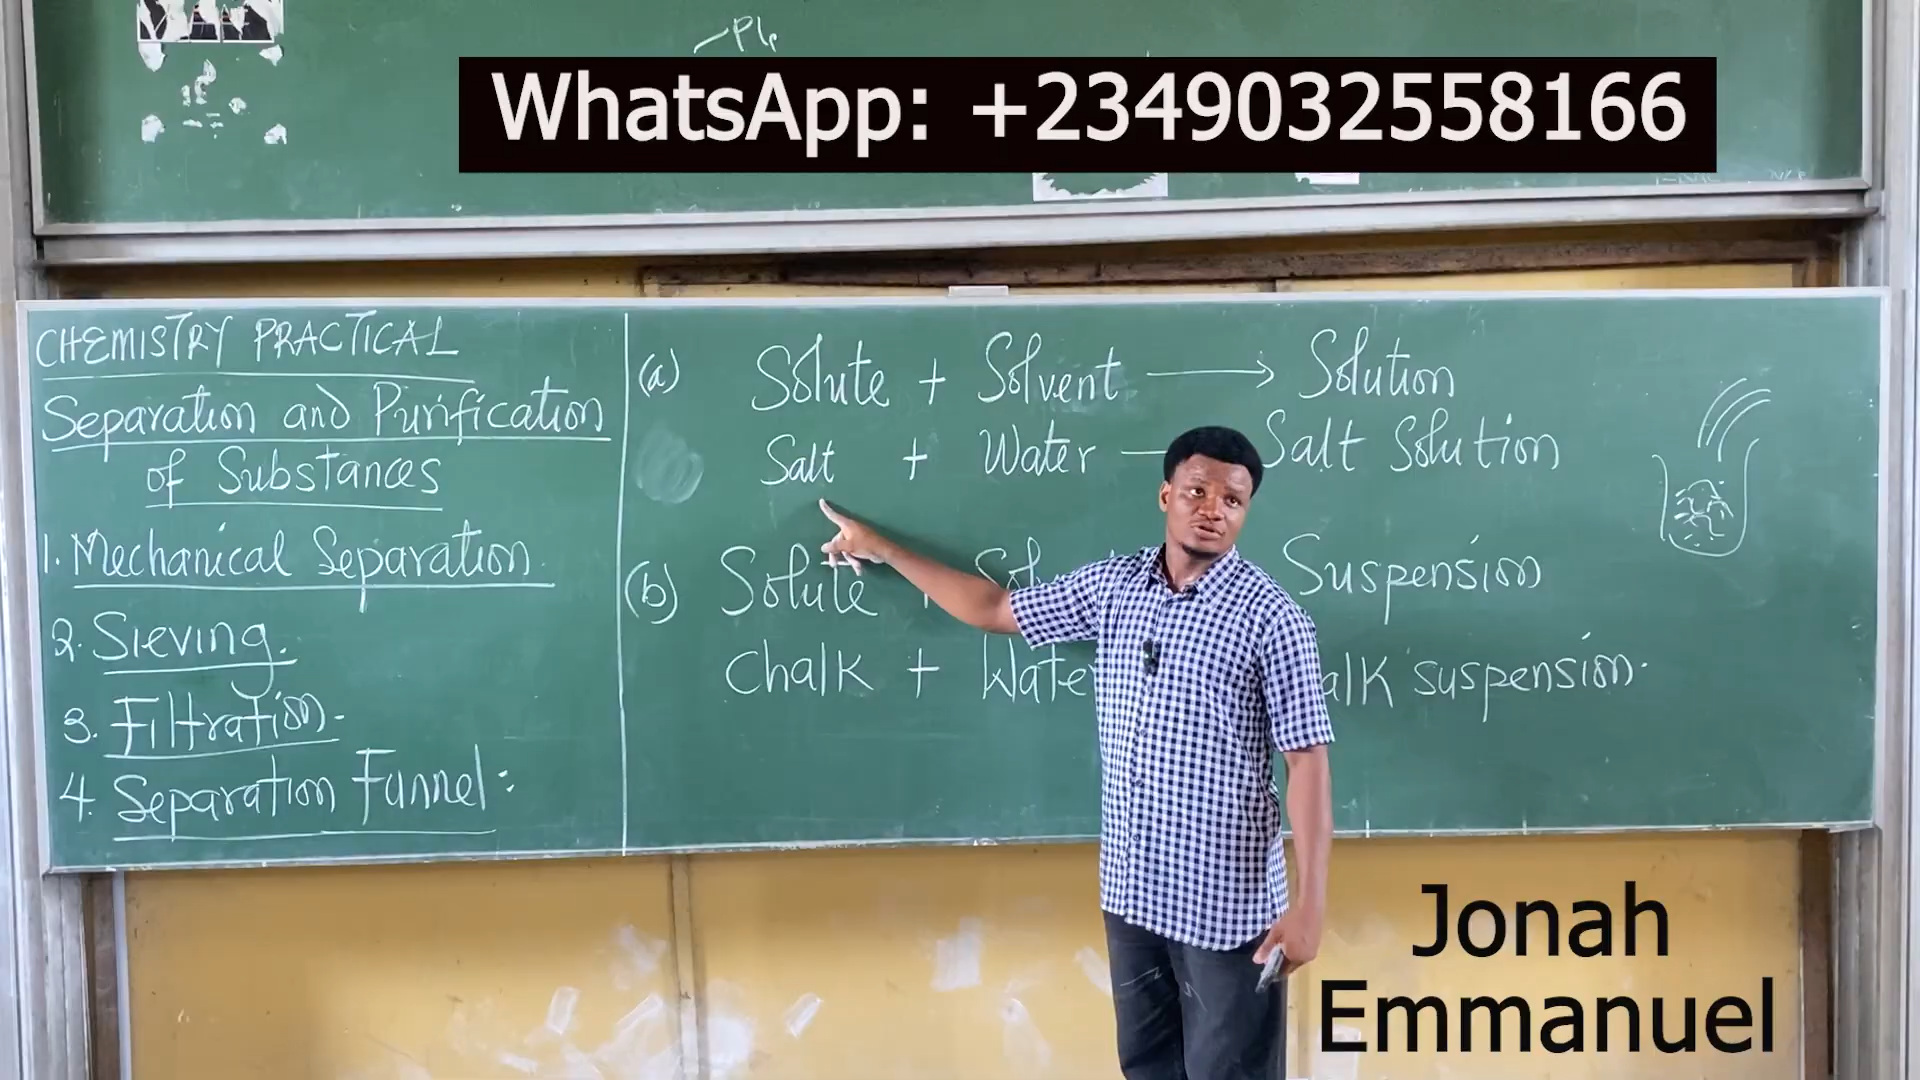 WhatsApp: +2349032558166
CHEMISTRY PRACTICAL
Separation and Purification
of Substances
1. Mechanical Separation
2. Sieving.
3. Filtration.
4. Separation Funnel:
(a) Solute + Solvent → Solution
Salt + Water Salt Solution
(b) Solute Suspension
Chalk + Water suspension.
Jonah
Emmanuel